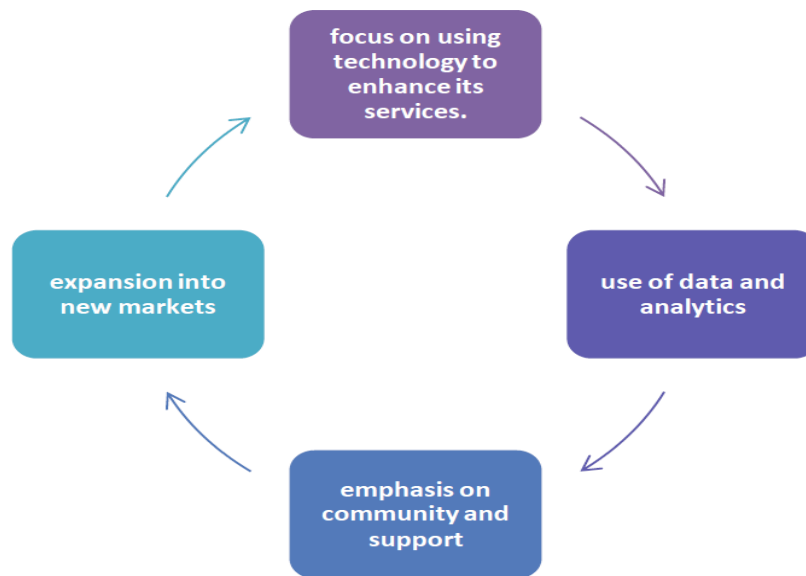 focus on using
technology to
enhance its
services.
use of data and
analytics
emphasis on
community and
support
expansion into
new markets